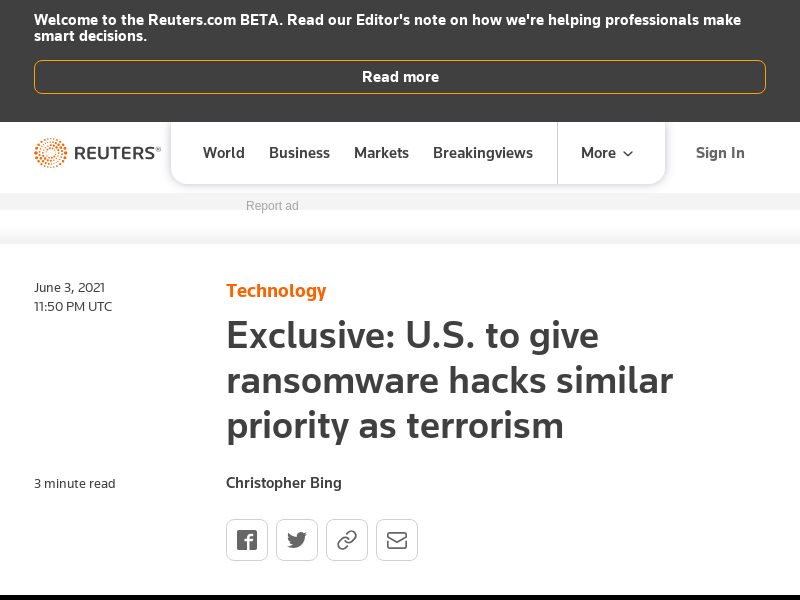 Welcome to the Reuters.com BETA. Read our Editor's note on how we're helping professionals make
smart decisions.
Read more
REUTERS®
World
Business
Markets
Breakingviews
More
Sign In
Report ad
June 3, 2021
11:50 PM UTC
Technology
Exclusive: U.S. to give
ransomware hacks similar
priority as terrorism
3 minute read
Christopher Bing